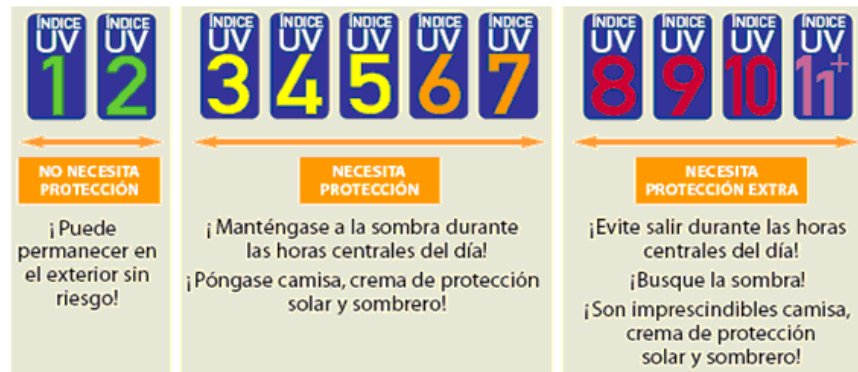 ÍNDICE UV 1
ÍNDICE UV 2
NO NECESITA
PROTECCIÓN
¡Puede
permanecer en
el exterior sin
riesgo!
ÍNDICE UV 3
ÍNDICE UV 4
ÍNDICE UV 5
ÍNDICE UV 6
ÍNDICE UV 7
NECESITA
PROTECCIÓN
¡Manténgase a la sombra durante
las horas centrales del día!
¡Póngase camisa, crema de protección
solar y sombrero!
ÍNDICE UV 8
ÍNDICE UV 9
ÍNDICE UV 10
ÍNDICE UV 11+
NECESITA
PROTECCIÓN EXTRA
¡Evite salir durante las horas
centrales del día!
¡Busque la sombra!
¡Son imprescindibles camisa,
crema de protección
solar y sombrero!